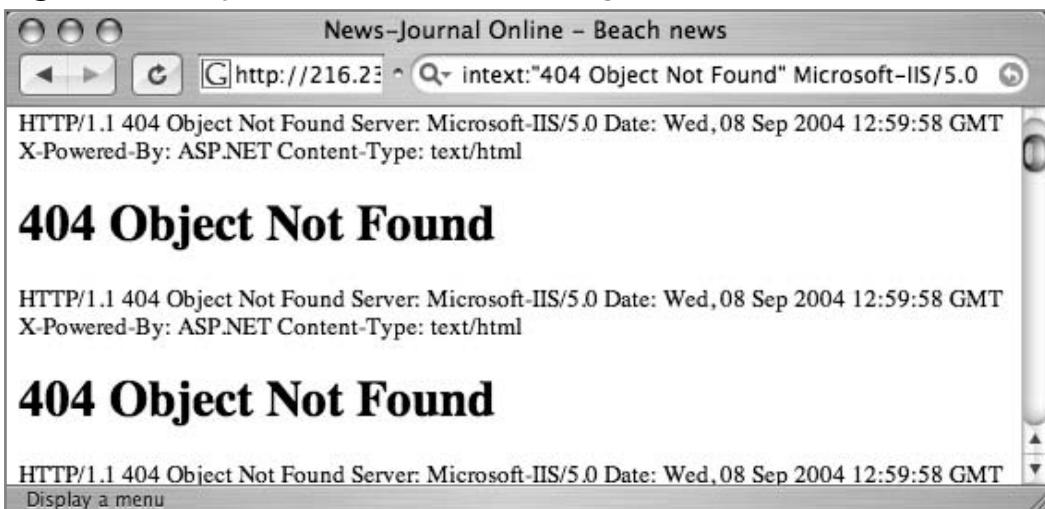 News-Journal Online – Beach news
http://216.23 intext:"404 Object Not Found" Microsoft-IIS/5.0
HTTP/1.1 404 Object Not Found Server: Microsoft-IIS/5.0 Date: Wed, 08 Sep 2004 12:59:58 GMT
X-Powered-By: ASP.NET Content-Type: text/html
404 Object Not Found
HTTP/1.1 404 Object Not Found Server: Microsoft-IIS/5.0 Date: Wed, 08 Sep 2004 12:59:58 GMT
X-Powered-By: ASP.NET Content-Type: text/html
404 Object Not Found
HTTP/1.1 404 Object Not Found Server: Microsoft-IIS/5.0 Date: Wed, 08 Sep 2004 12:59:58 GMT
Display a menu